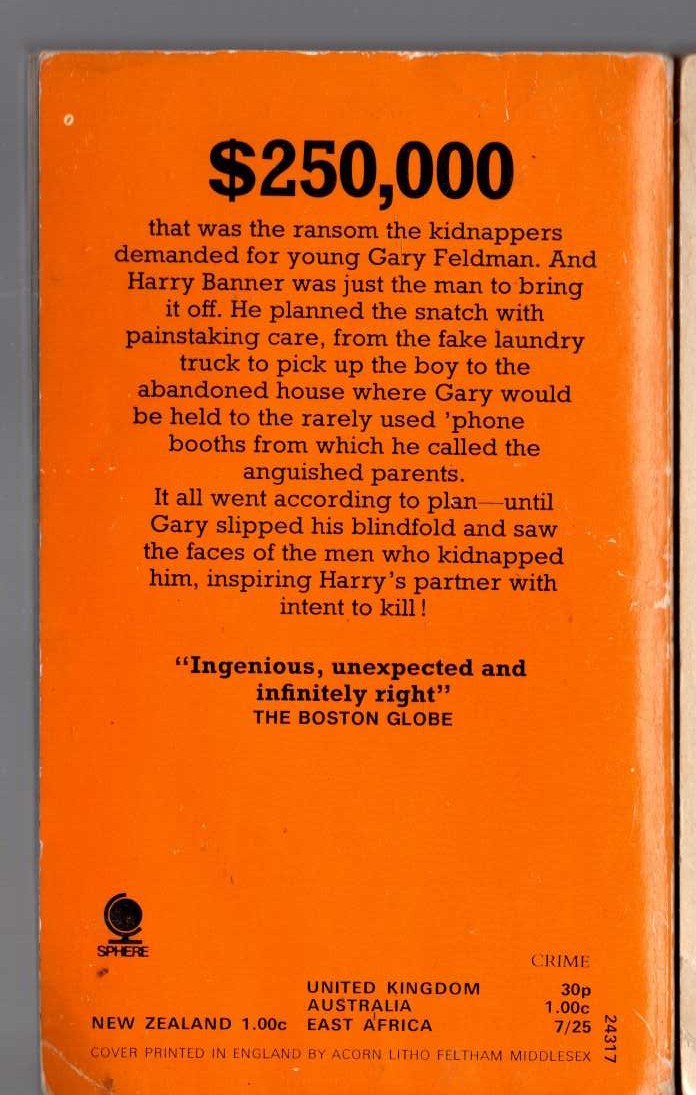 $250,000
that was the ransom the kidnappers
demanded for young Gary Feldman. And
Harry Banner was just the man to bring
it off. He planned the snatch with
painstaking care, from the fake laundry
truck to pick up the boy to the
abandoned house where Gary would
be held to the rarely used 'phone
booths from which he called the
anguished parents.
It all went according to plan—until
Gary slipped his blindfold and saw
the faces of the men who kidnapped
him, inspiring Harry's partner with
intent to kill!
“Ingenious, unexpected and
infinitely right”
THE BOSTON GLOBE
SPHERE
CRIME
UNITED KINGDOM 30p
AUSTRALIA 1.00c
NEW ZEALAND 1.00c EAST AFRICA 7/25
COVER PRINTED IN ENGLAND BY ACORN LITHO FELTHAM MIDDLESEX
24317